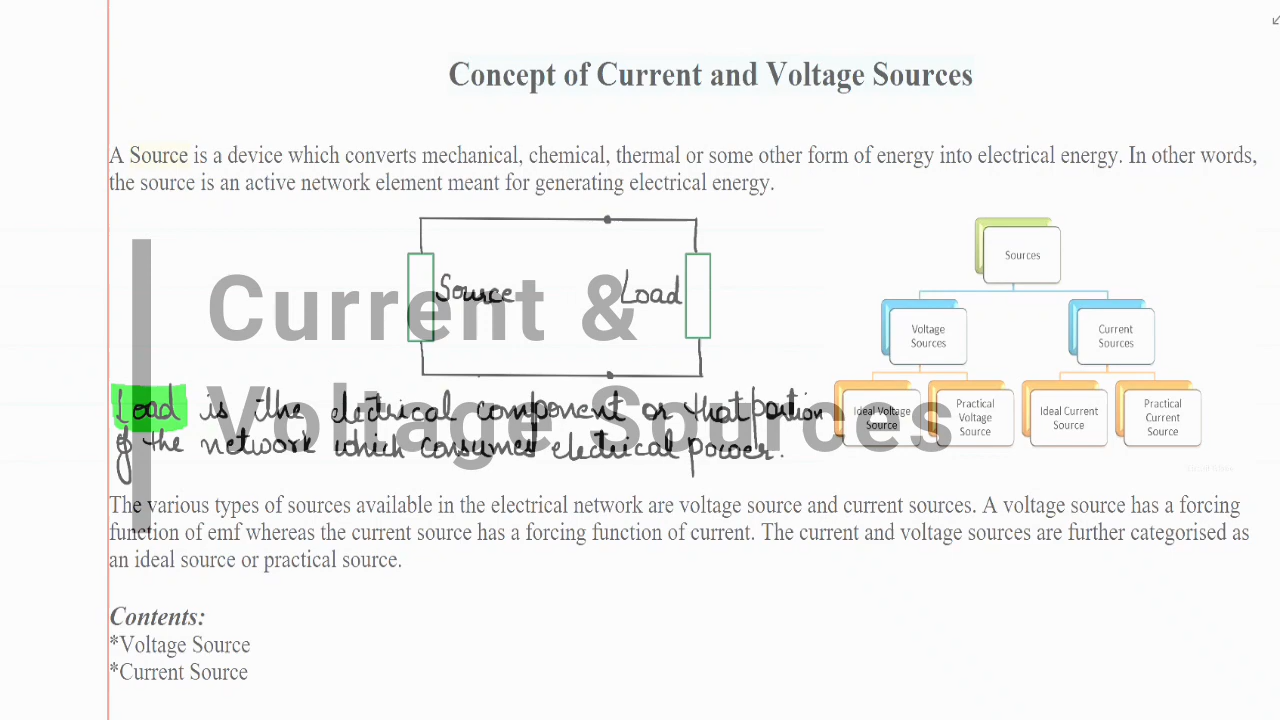 Concept of Current and Voltage Sources
A Source is a device which converts mechanical, chemical, thermal or some other form of energy into electrical energy. In other words,
the source is an active network element meant for generating electrical energy.
Source
Load
Sources
Voltage
Sources
Current
Sources
Ideal Voltage
Source
Practical
Voltage
Source
Ideal Current
Source
Practical
Current
Source
Current &
Voltage Sources
Load is the electrical component or that portion
of the network which consumes electrical power.
The various types of sources available in the electrical network are voltage source and current sources. A voltage source has a forcing
function of emf whereas the current source has a forcing function of current. The current and voltage sources are further categorised as
an ideal source or practical source.
Contents:
*Voltage Source
*Current Source